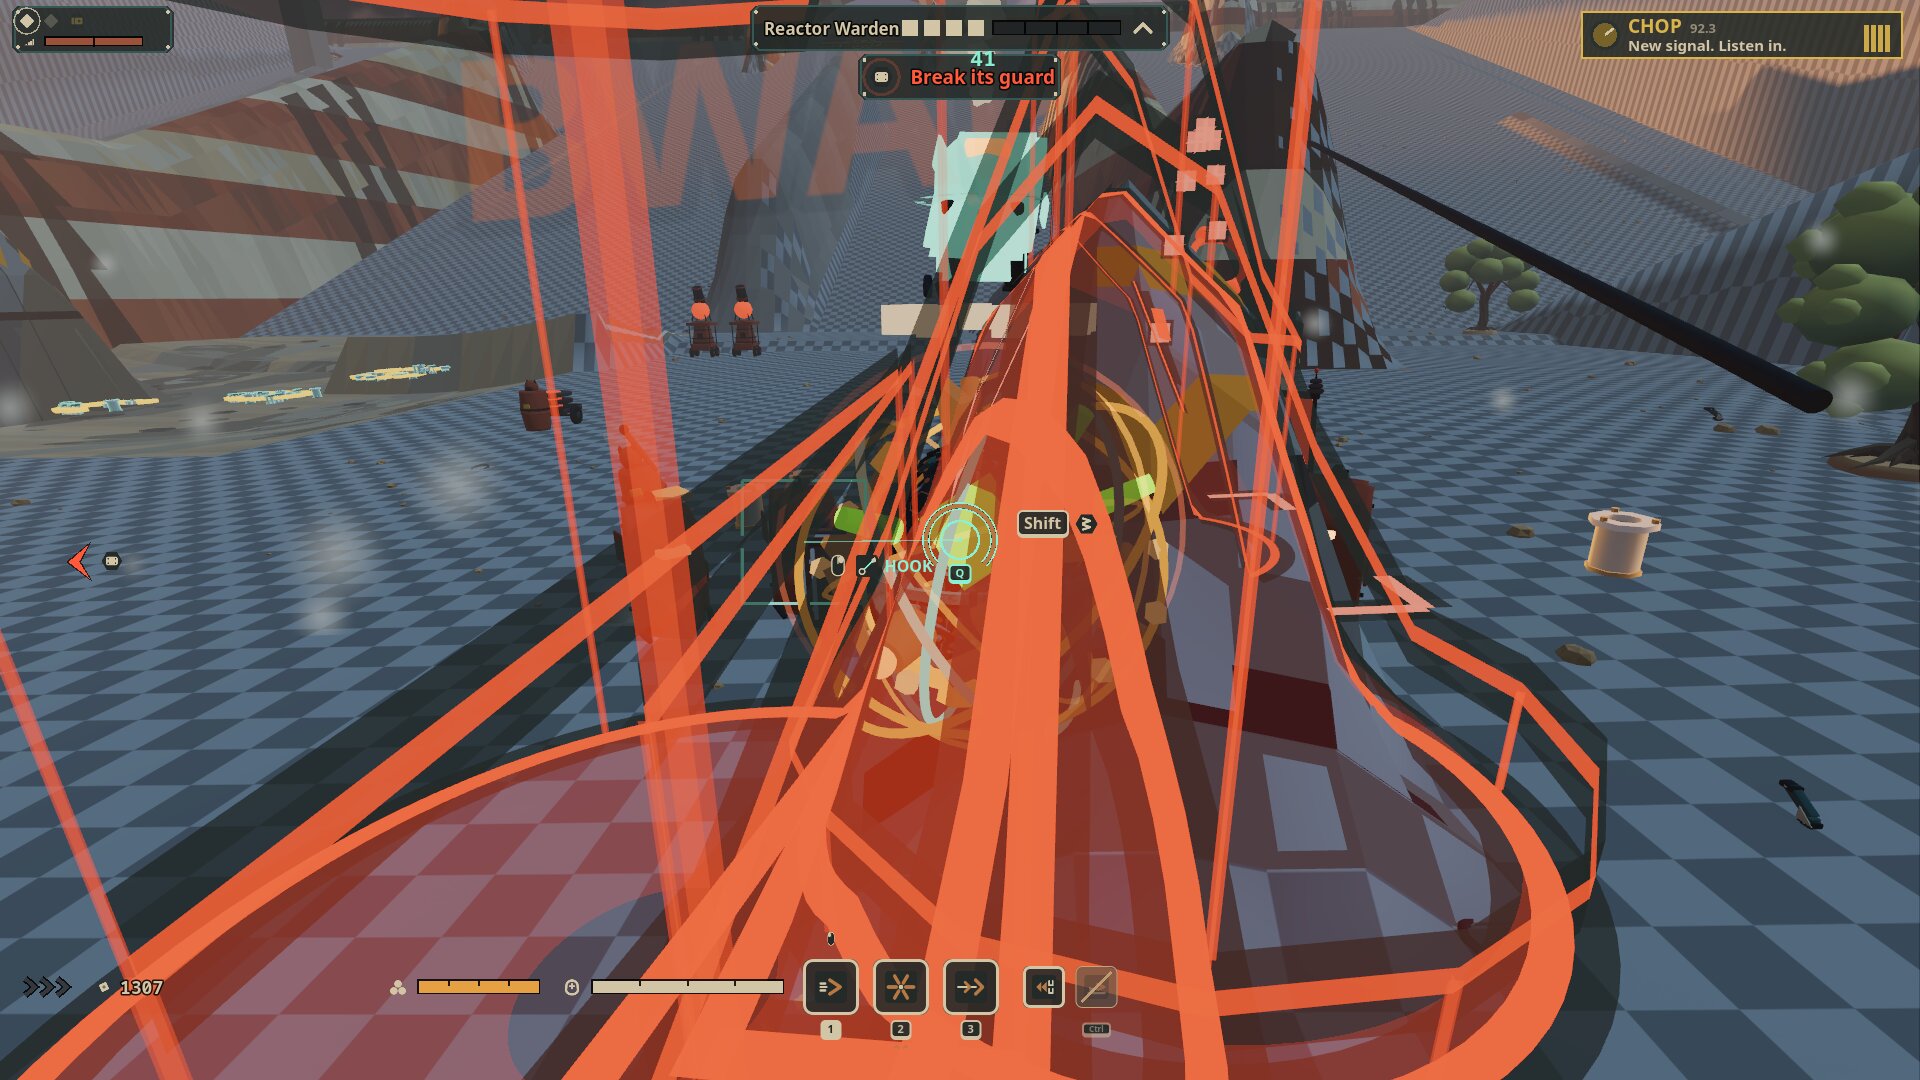 Reactor Warden
41
Break its guard
CHOP 92.3
New signal. Listen in.
Shift
HOOK
Q
1307
1
2
3
Ctrl